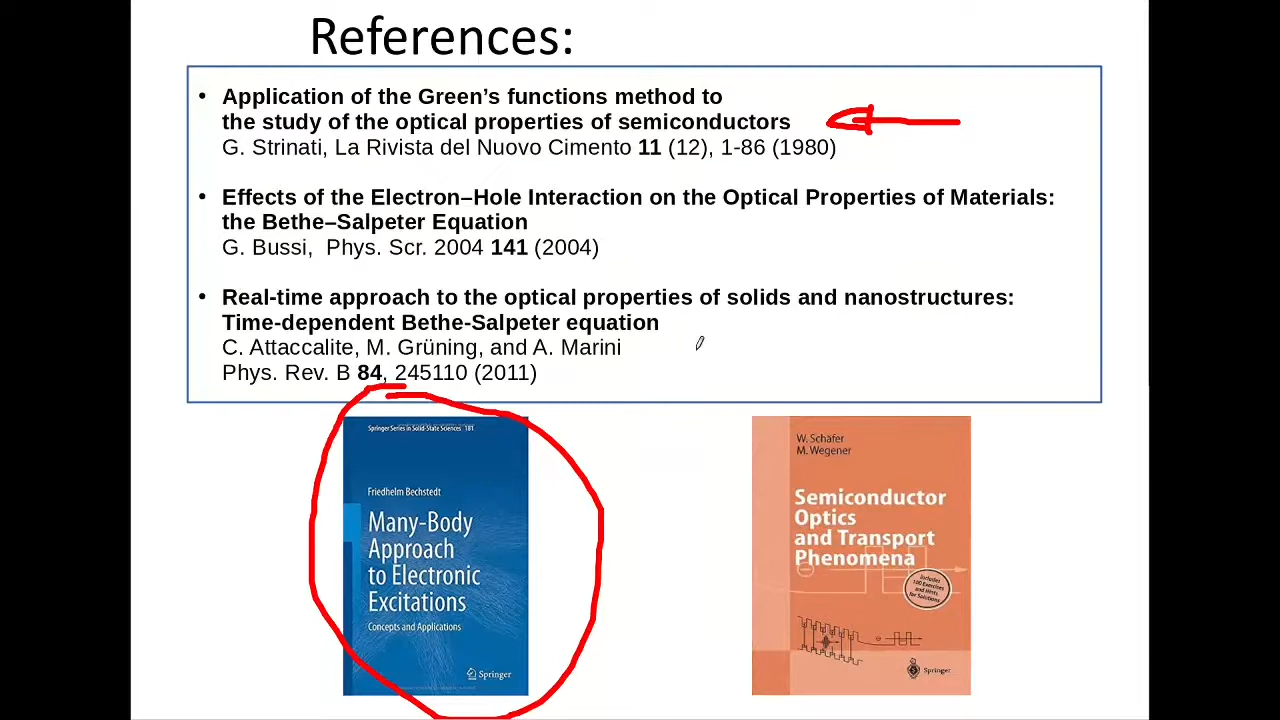 References:
• Application of the Green's functions method to
the study of the optical properties of semiconductors
G. Strinati, La Rivista del Nuovo Cimento 11 (12), 1-86 (1980)
• Effects of the Electron–Hole Interaction on the Optical Properties of Materials:
the Bethe–Salpeter Equation
G. Bussi,  Phys. Scr. 2004 141 (2004)
• Real-time approach to the optical properties of solids and nanostructures:
Time-dependent Bethe-Salpeter equation
C. Attaccalite, M. Grüning, and A. Marini
Phys. Rev. B 84, 245110 (2011)
Springer Series in Solid-State Sciences 181
Friedhelm Bechstedt
Many-Body
Approach
to Electronic
Excitations
Concepts and Applications
Springer
W. Schäfer
M. Wegener
Semiconductor
Optics
and Transport
Phenomena
Includes
100 Exercises
and Hints
for Solutions
Springer